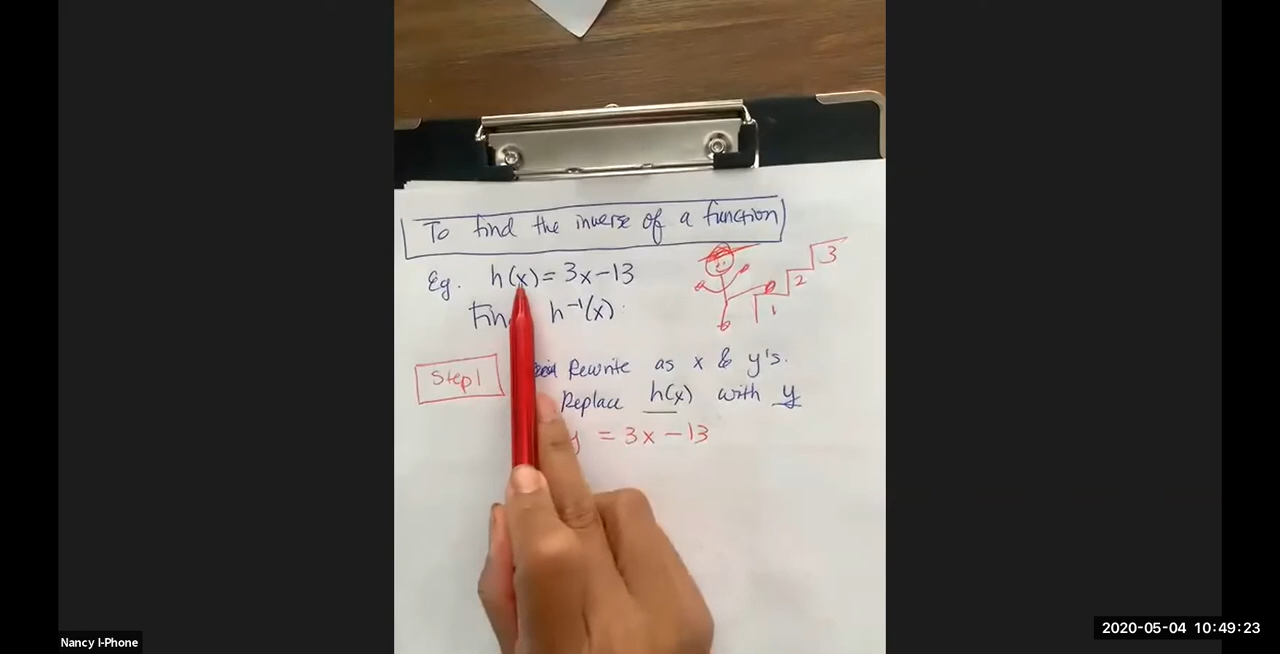 To find the inverse of a function
Eg. h(x) = 3x - 13
h⁻¹(x).
3
2
1
Step 1
Rewrite as x & y's.
Replace h(x) with y
y = 3x - 13
Nancy I-Phone
2020-05-04 10:49:23